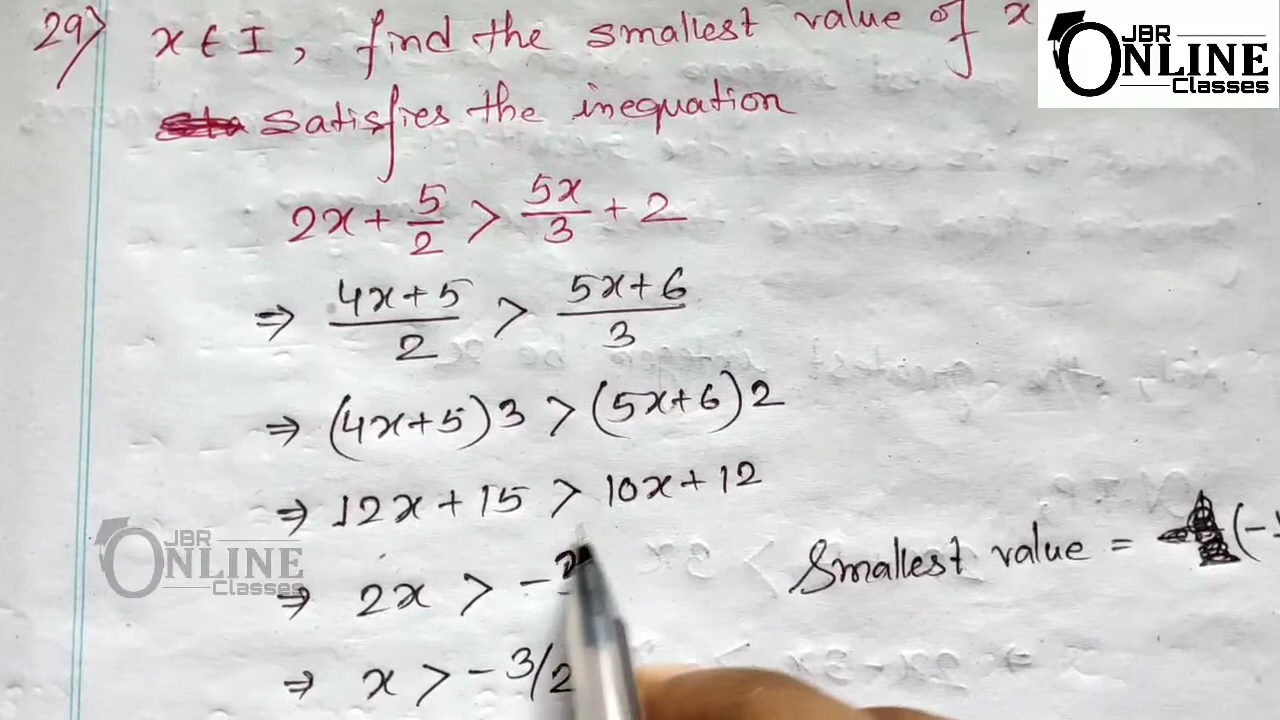 29) x ∈ I, find the smallest value of x
satisfies the inequation
2x + 5/2 > 5x/3 + 2
⇒ (4x+5)/2 > (5x+6)/3
⇒ (4x+5)3 > (5x+6)2
⇒ 12x + 15 > 10x + 12
⇒ 2x > -
⇒ x > - 3/2
Smallest value = (-
JBR
ONLINE
Classes
JBR
ONLINE
Classes